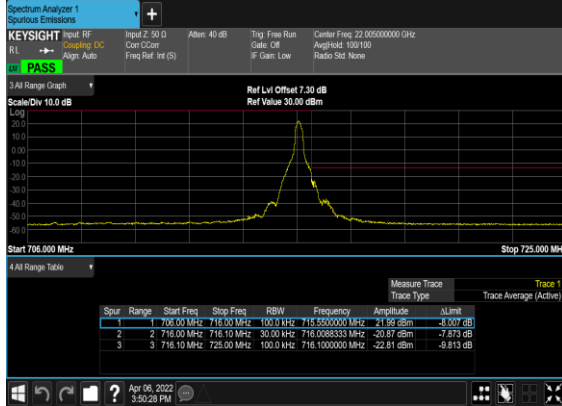 Spectrum Analyzer 1
Spurious Emissions
KEYSIGHT Input: RF Input Z: 50 Ω Atten: 40 dB Trig: Free Run Center Freq: 22.005000000 GHz
RL Coupling: DC Corr CCorr Gate: Off Avg|Hold: 100/100
Align: Auto Freq Ref: Int (S) IF Gain: Low Radio Std: None
PASS
3 All Range Graph
Ref Lvl Offset 7.30 dB
Scale/Div 10.0 dB Ref Value 30.00 dBm
Log
20.0
10.0
0.00
-10.0
-20.0
-30.0
-40.0
-50.0
-60.0
Start 706.000 MHz Stop 725.000 MH
4 All Range Table
Measure Trace Trace 1
Trace Type Trace Average (Active)
Spur Range Start Freq Stop Freq RBW Frequency Amplitude ΔLimit
1 1 706.00 MHz 716.00 MHz 100.0 kHz 715.5500000 MHz 21.99 dBm -8.007 dB
2 2 716.00 MHz 716.10 MHz 30.00 kHz 716.0088333 MHz -20.87 dBm -7.873 dB
3 3 716.10 MHz 725.00 MHz 100.0 kHz 716.1000000 MHz -22.81 dBm -9.813 dB
? Apr 06, 2022
3:50:28 PM